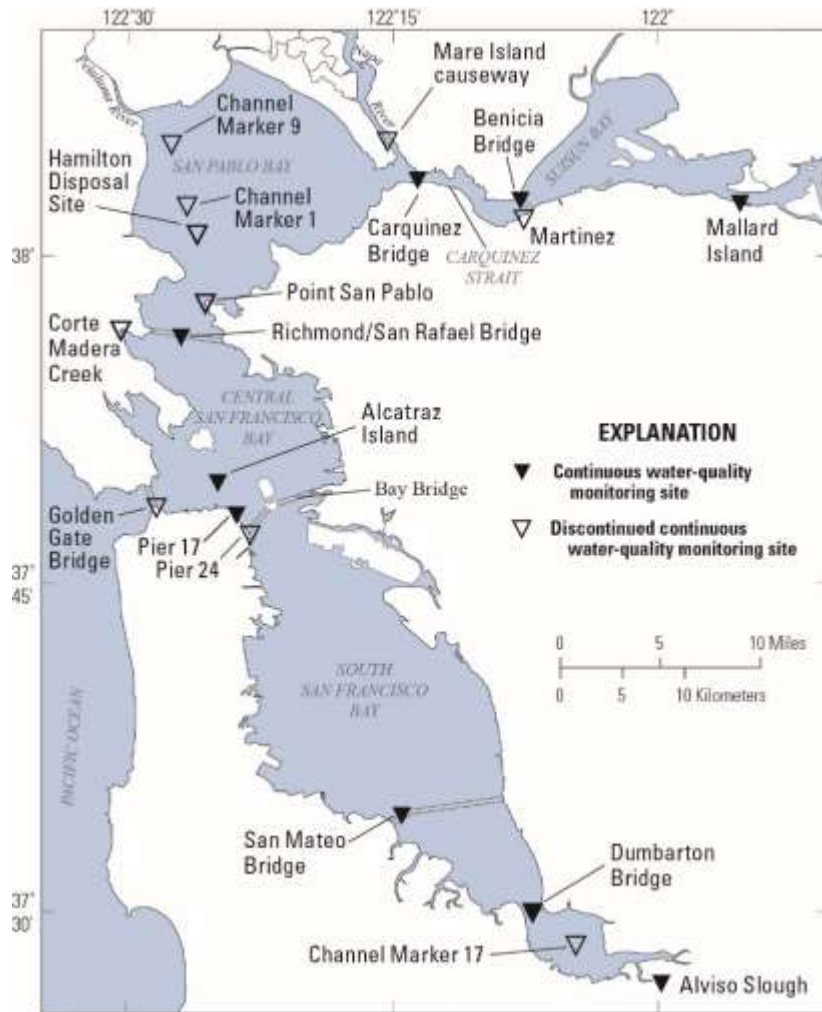 122°30'
122°15'
122°
Petaluma River
Channel
Marker 9
Napa
River
Mare Island
causeway
Benicia
Bridge
SUISUN BAY
SAN PABLO BAY
Hamilton
Disposal
Site
Channel
Marker 1
Carquinez
Bridge
CARQUINEZ
STRAIT
Martinez
Mallard
Island
38°
Point San Pablo
Corte
Madera
Creek
Richmond/San Rafael Bridge
CENTRAL
SAN FRANCISCO
BAY
Alcatraz
Island
EXPLANATION
Continuous water-quality
monitoring site
Discontinued continuous
water-quality monitoring site
Bay Bridge
Golden
Gate
Bridge
Pier 17
Pier 24
37°
45'
0 5 10 Miles
0 5 10 Kilometers
SOUTH
SAN FRANCISCO
BAY
PACIFIC OCEAN
San Mateo
Bridge
Dumbarton
Bridge
37°
30'
Channel Marker 17
Alviso Slough